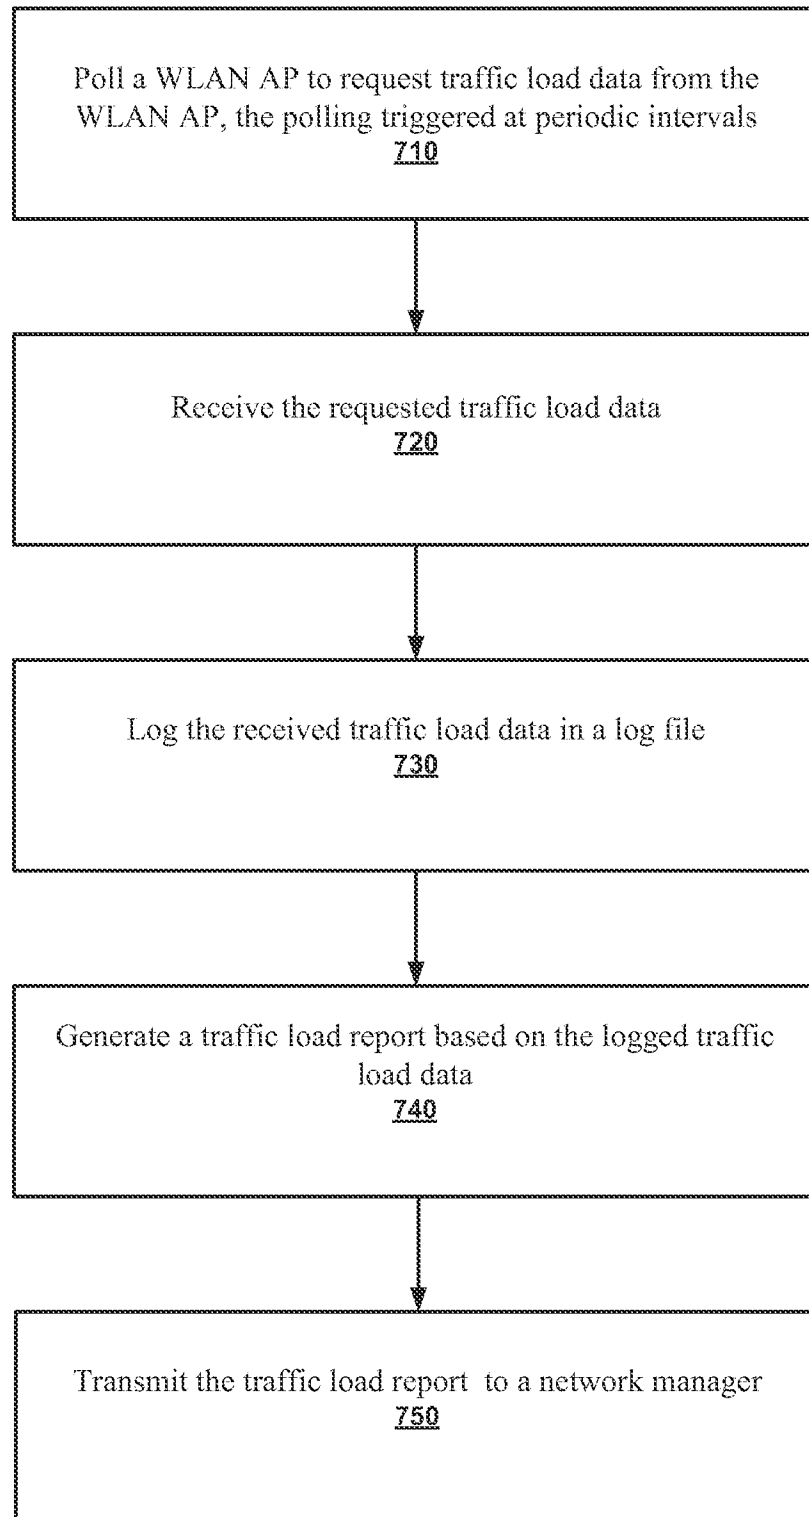 Poll a WLAN AP to request traffic load data from the
WLAN AP, the polling triggered at periodic intervals
710
Receive the requested traffic load data
720
Log the received traffic load data in a log file
730
Generate a traffic load report based on the logged traffic
load data
740
Transmit the traffic load report to a network manager
750